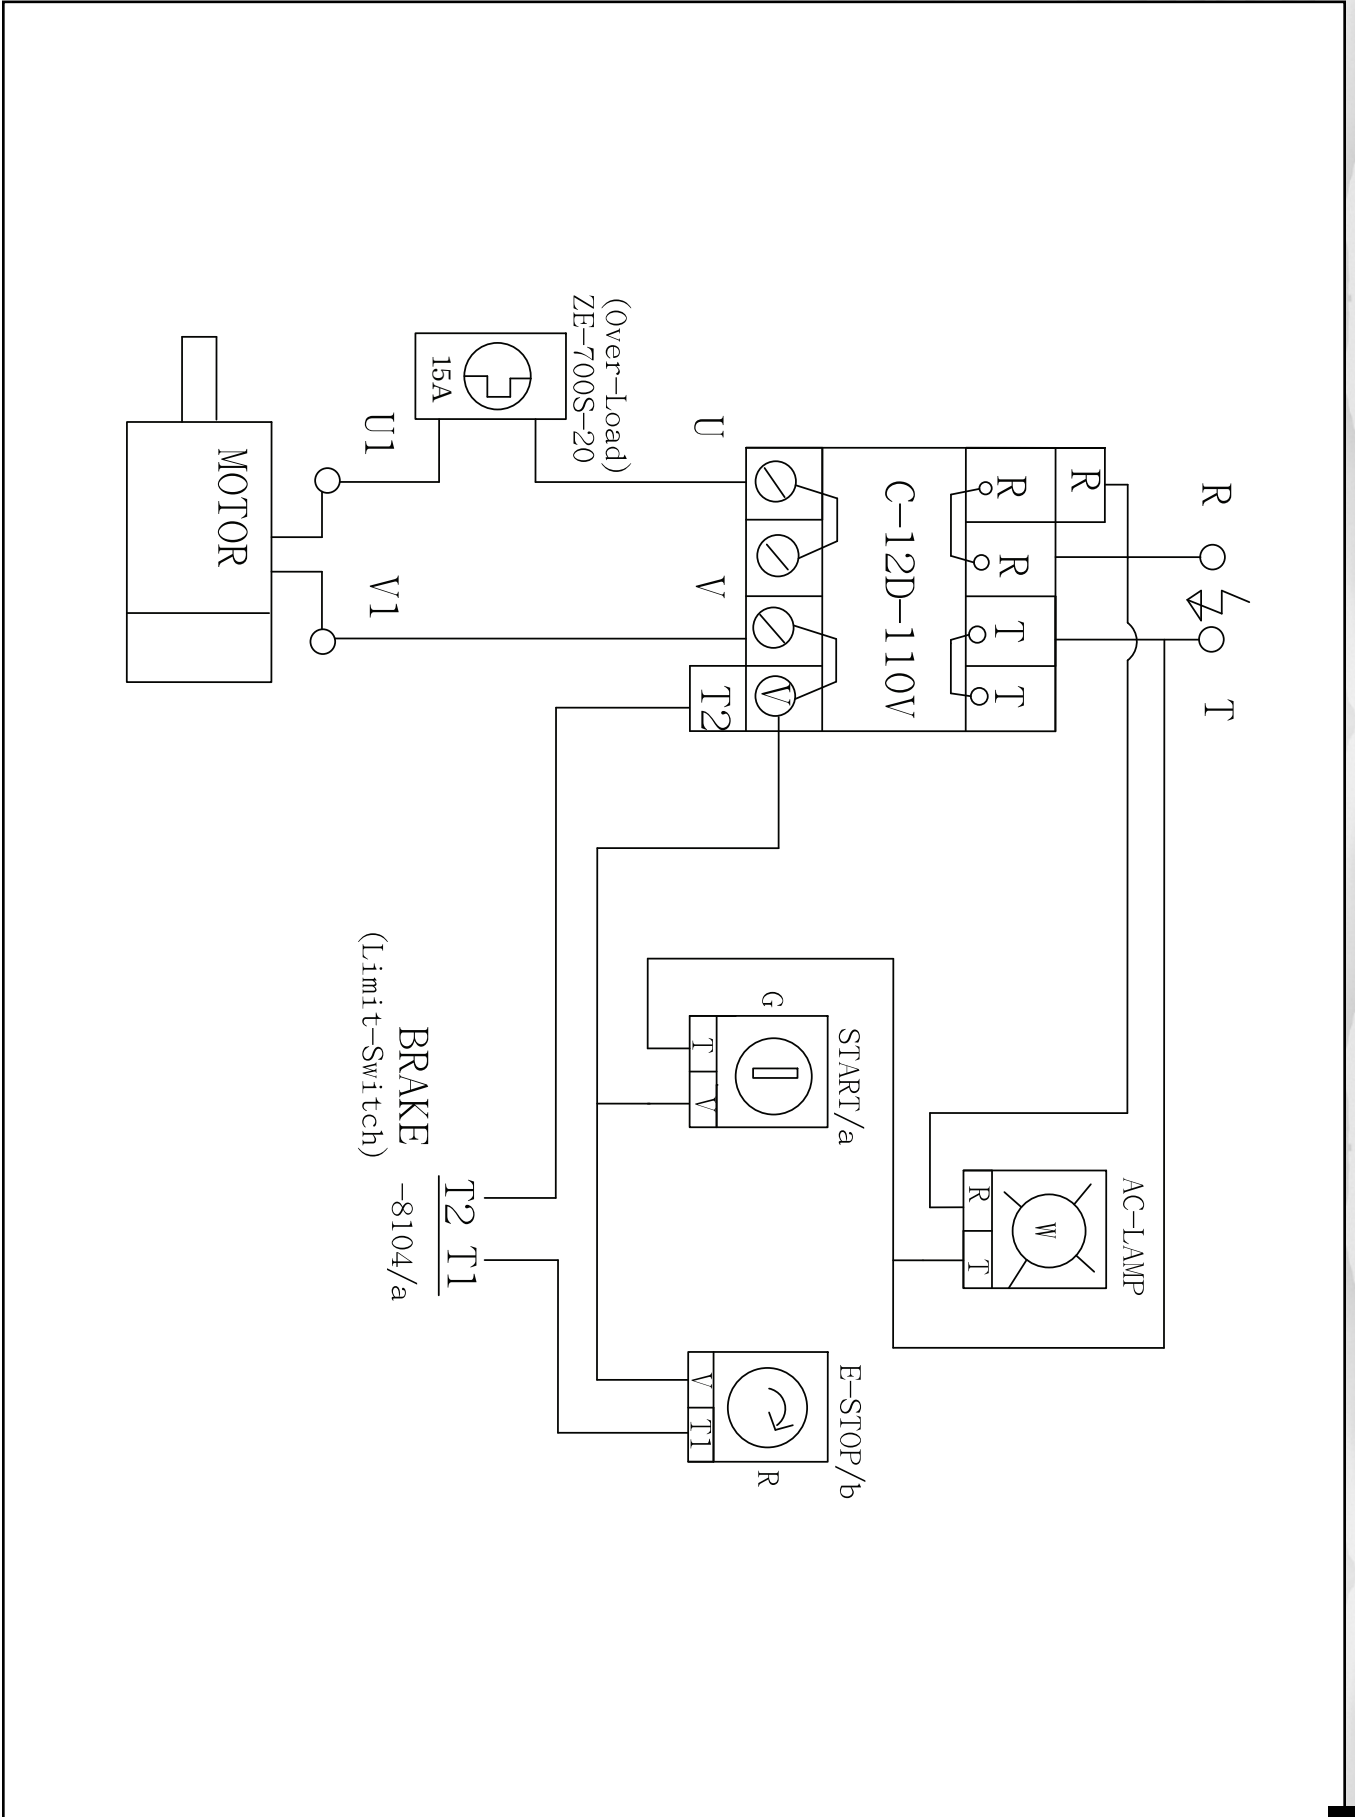 R
T
R
R
R
T
T
C-12D-110V
V
T2
U
V
(Over-Load)
ZE-700S-20
15A
U1
V1
MOTOR
AC-LAMP
W
R
T
START/a
G
T
V
E-STOP/b
V
T1
R
T2 T1
BRAKE
-8104/a
(Limit-Switch)